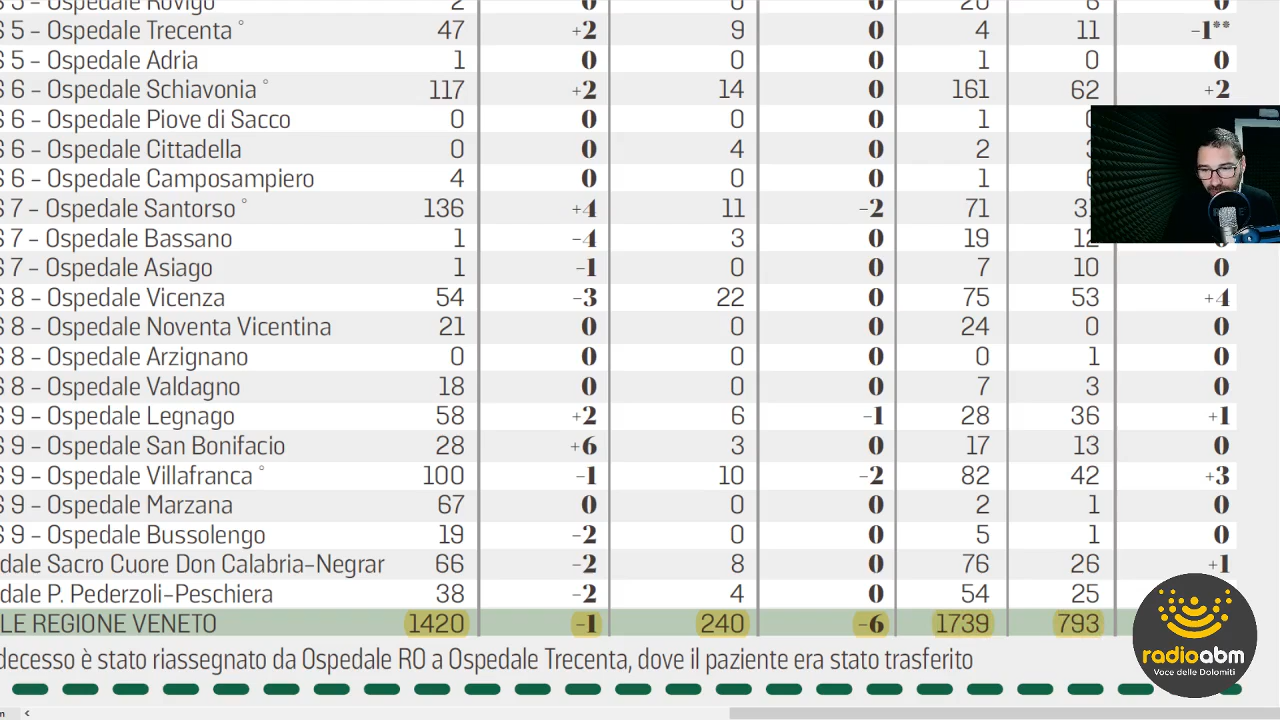 S 5 – Ospedale Rovigo 2 0 0 20 6 0
S 5 – Ospedale Trecenta ° 47 +2 9 0 4 11 -1**
S 5 – Ospedale Adria 1 0 0 0 1 0 0
S 6 – Ospedale Schiavonia ° 117 +2 14 0 161 62 +2
S 6 – Ospedale Piove di Sacco 0 0 0 0 1
S 6 – Ospedale Cittadella 0 0 4 0 2
S 6 – Ospedale Camposampiero 4 0 0 0 1
S 7 – Ospedale Santorso ° 136 +4 11 -2 71
S 7 – Ospedale Bassano 1 -4 3 0 19 12
S 7 – Ospedale Asiago 1 -1 0 0 7 10 0
S 8 – Ospedale Vicenza 54 -3 22 0 75 53 +4
S 8 – Ospedale Noventa Vicentina 21 0 0 0 24 0 0
S 8 – Ospedale Arzignano 0 0 0 0 0 1 0
S 8 – Ospedale Valdagno 18 0 0 0 7 3 0
S 9 – Ospedale Legnago 58 +2 6 -1 28 36 +1
S 9 – Ospedale San Bonifacio 28 +6 3 0 17 13 0
S 9 – Ospedale Villafranca ° 100 -1 10 -2 82 42 +3
S 9 – Ospedale Marzana 67 0 0 0 2 1 0
S 9 – Ospedale Bussolengo 19 -2 0 0 5 1 0
dale Sacro Cuore Don Calabria-Negrar 66 -2 8 0 76 26 +1
dale P. Pederzoli-Peschiera 38 -2 4 0 54 25
LE REGIONE VENETO 1420 -1 240 -6 1739 793
decesso è stato riassegnato da Ospedale RO a Ospedale Trecenta, dove il paziente era stato trasferito
radioabm
Voce delle Dolomiti